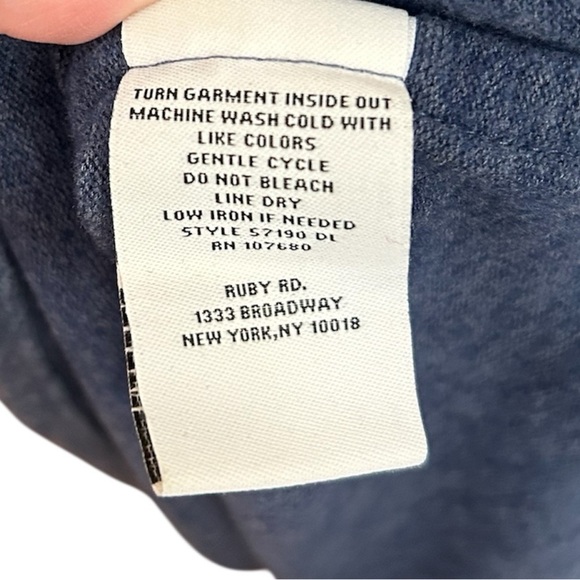 TURN GARMENT INSIDE OUT
MACHINE WASH COLD WITH
LIKE COLORS
GENTLE CYCLE
DO NOT BLEACH
LINE DRY
LOW IRON IF NEEDED
STYLE 57190 DL
RN 107680
RUBY RD.
1333 BROADWAY
NEW YORK,NY 10018